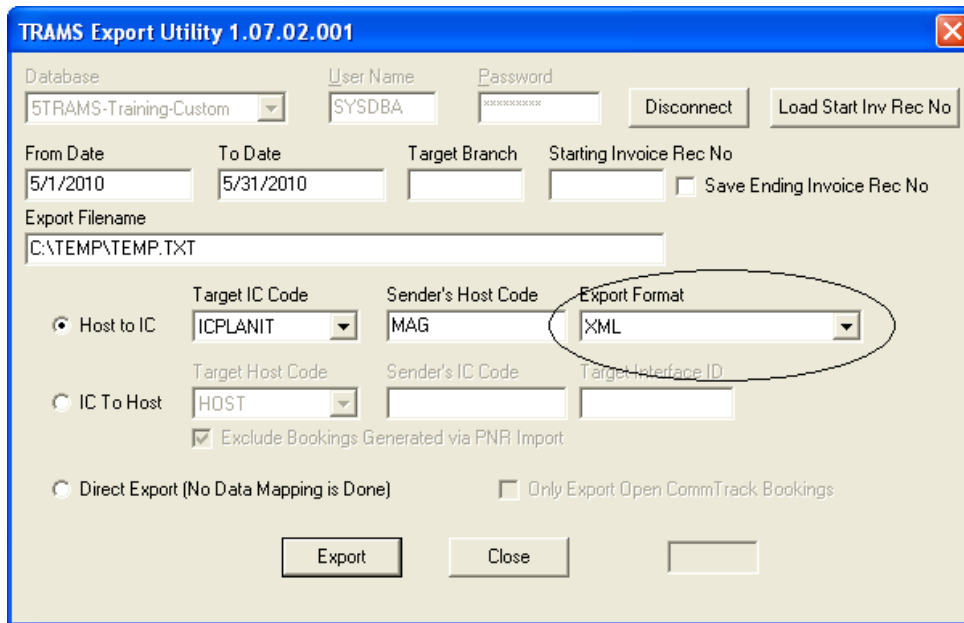 TRAMS Export Utility 1.07.02.001
Database User Name Password
5TRAMS-Training-Custom SYSDBA ********* Disconnect Load Start Inv Rec No
From Date To Date Target Branch Starting Invoice Rec No
5/1/2010 5/31/2010 Save Ending Invoice Rec No
Export Filename
C:\TEMP\TEMP.TXT
Target IC Code Sender's Host Code Export Format
Host to IC ICPLANIT MAG XML
Target Host Code Sender's IC Code Target Interface ID
IC To Host HOST
Exclude Bookings Generated via PNR Import
Direct Export (No Data Mapping is Done) Only Export Open CommTrack Bookings
Export Close